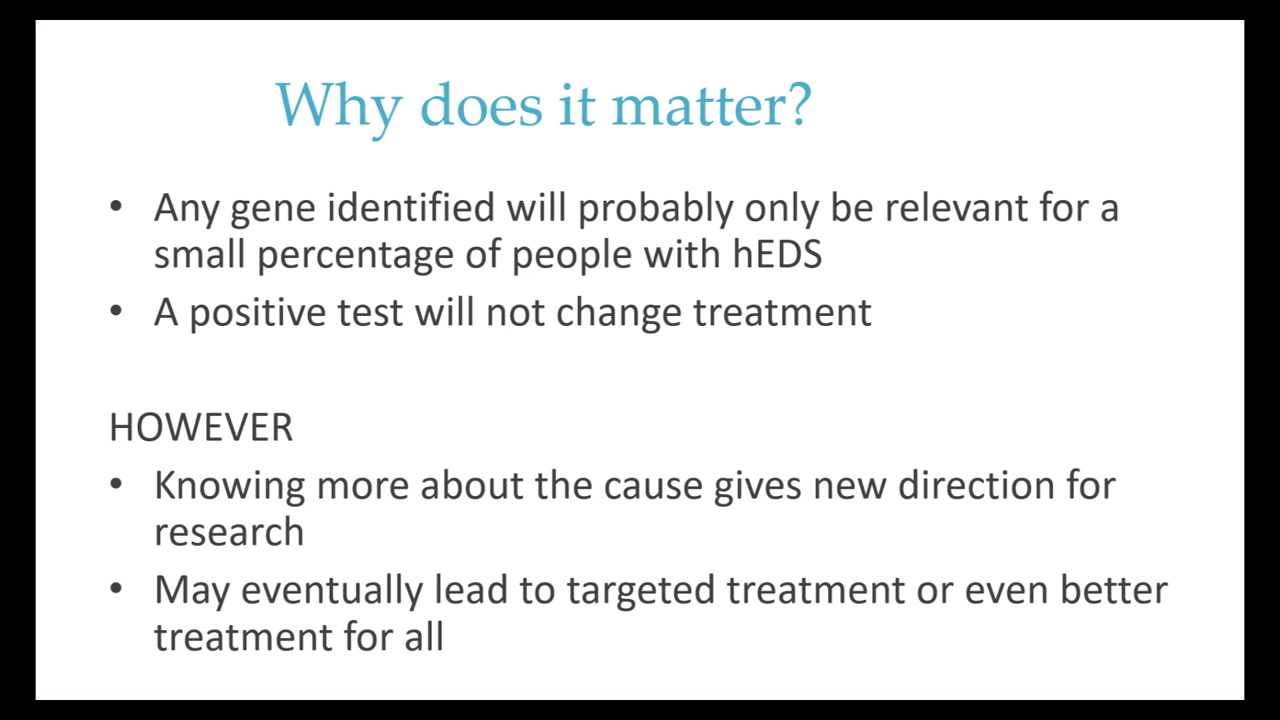 Why does it matter?
• Any gene identified will probably only be relevant for a
small percentage of people with hEDS
• A positive test will not change treatment
HOWEVER
• Knowing more about the cause gives new direction for
research
• May eventually lead to targeted treatment or even better
treatment for all